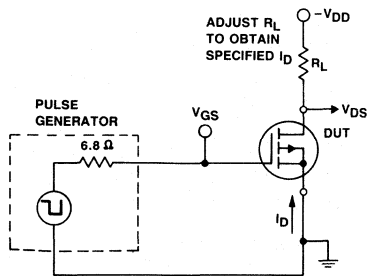 ADJUST RL
TO OBTAIN
SPECIFIED ID
-VDD
RL
VDS
DUT
VGS
PULSE
GENERATOR
6.8 Ω
ID